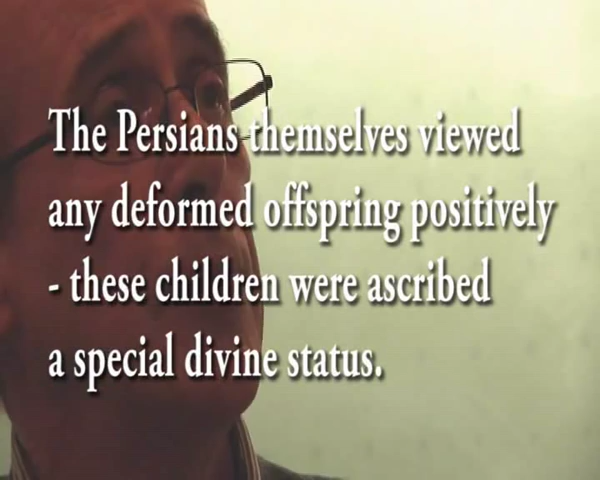 The Persians themselves viewed
any deformed offspring positively
- these children were ascribed
a special divine status.